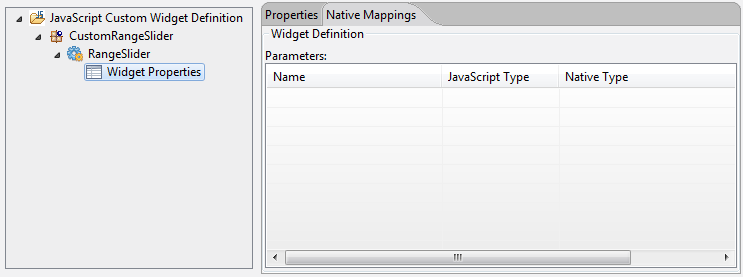 JavaScript Custom Widget Definition
CustomRangeSlider
RangeSlider
Widget Properties
Properties Native Mappings
Widget Definition
Parameters:
Name JavaScript Type Native Type